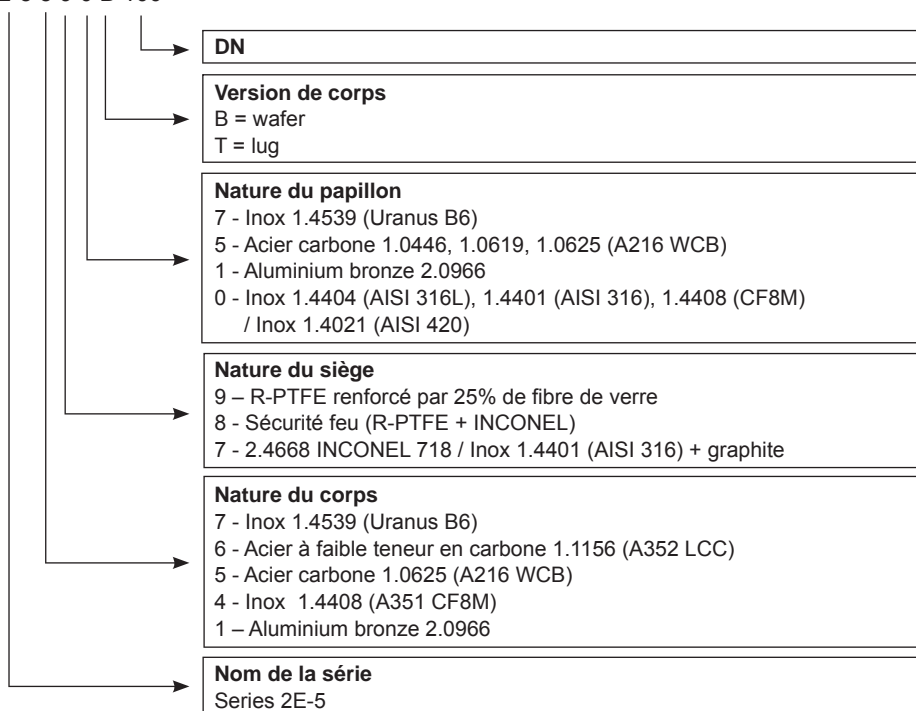 DN
Version de corps
B = wafer
T = lug
Nature du papillon
7 - Inox 1.4539 (Uranus B6)
5 - Acier carbone 1.0446, 1.0619, 1.0625 (A216 WCB)
1 - Aluminium bronze 2.0966
0 - Inox 1.4404 (AISI 316L), 1.4401 (AISI 316), 1.4408 (CF8M)
/ Inox 1.4021 (AISI 420)
Nature du siège
9 – R-PTFE renforcé par 25% de fibre de verre
8 - Sécurité feu (R-PTFE + INCONEL)
7 - 2.4668 INCONEL 718 / Inox 1.4401 (AISI 316) + graphite
Nature du corps
7 - Inox 1.4539 (Uranus B6)
6 - Acier à faible teneur en carbone 1.1156 (A352 LCC)
5 - Acier carbone 1.0625 (A216 WCB)
4 - Inox 1.4408 (A351 CF8M)
1 – Aluminium bronze 2.0966
Nom de la série
Series 2E-5